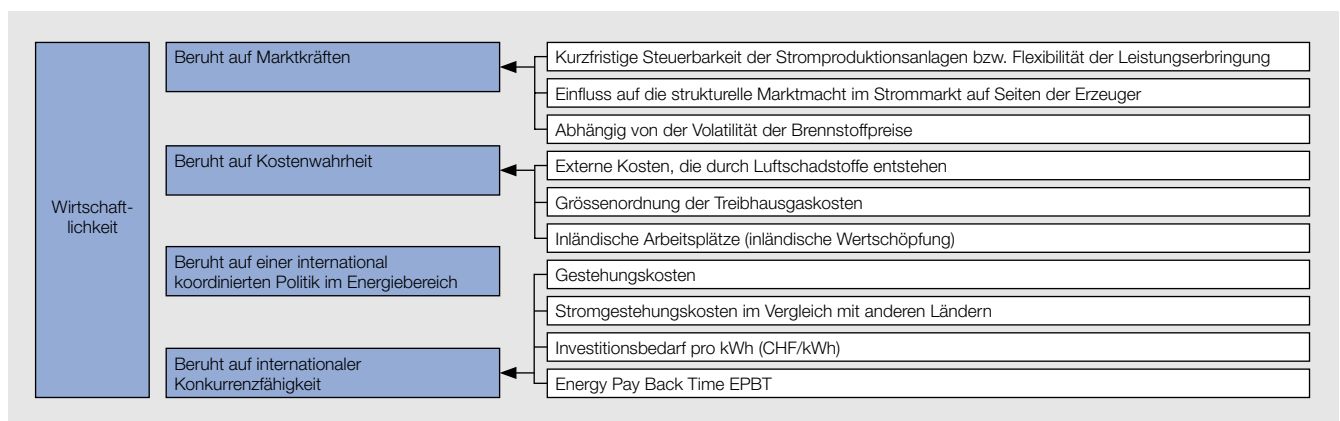 Wirtschaft-
lichkeit
Beruht auf Marktkräften
Kurzfristige Steuerbarkeit der Stromproduktionsanlagen bzw. Flexibilität der Leistungserbringung
Einfluss auf die strukturelle Marktmacht im Strommarkt auf Seiten der Erzeuger
Abhängig von der Volatilität der Brennstoffpreise
Beruht auf Kostenwahrheit
Externe Kosten, die durch Luftschadstoffe entstehen
Grössenordnung der Treibhausgaskosten
Inländische Arbeitsplätze (inländische Wertschöpfung)
Beruht auf einer international
koordinierten Politik im Energiebereich
Beruht auf internationaler
Konkurrenzfähigkeit
Gestehungskosten
Stromgestehungskosten im Vergleich mit anderen Ländern
Investitionsbedarf pro kWh (CHF/kWh)
Energy Pay Back Time EPBT